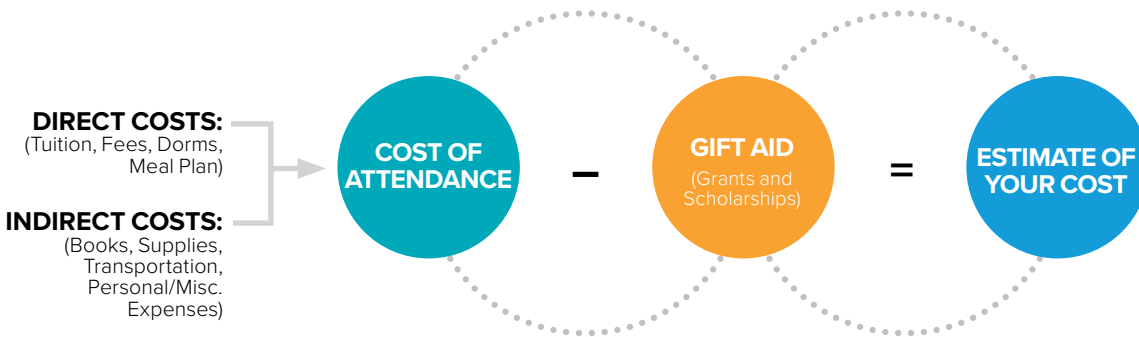 DIRECT COSTS:
(Tuition, Fees, Dorms,
Meal Plan)
INDIRECT COSTS:
(Books, Supplies,
Transportation,
Personal/Misc.
Expenses)
COST OF
ATTENDANCE
–
GIFT AID
(Grants and
Scholarships)
=
ESTIMATE OF
YOUR COST